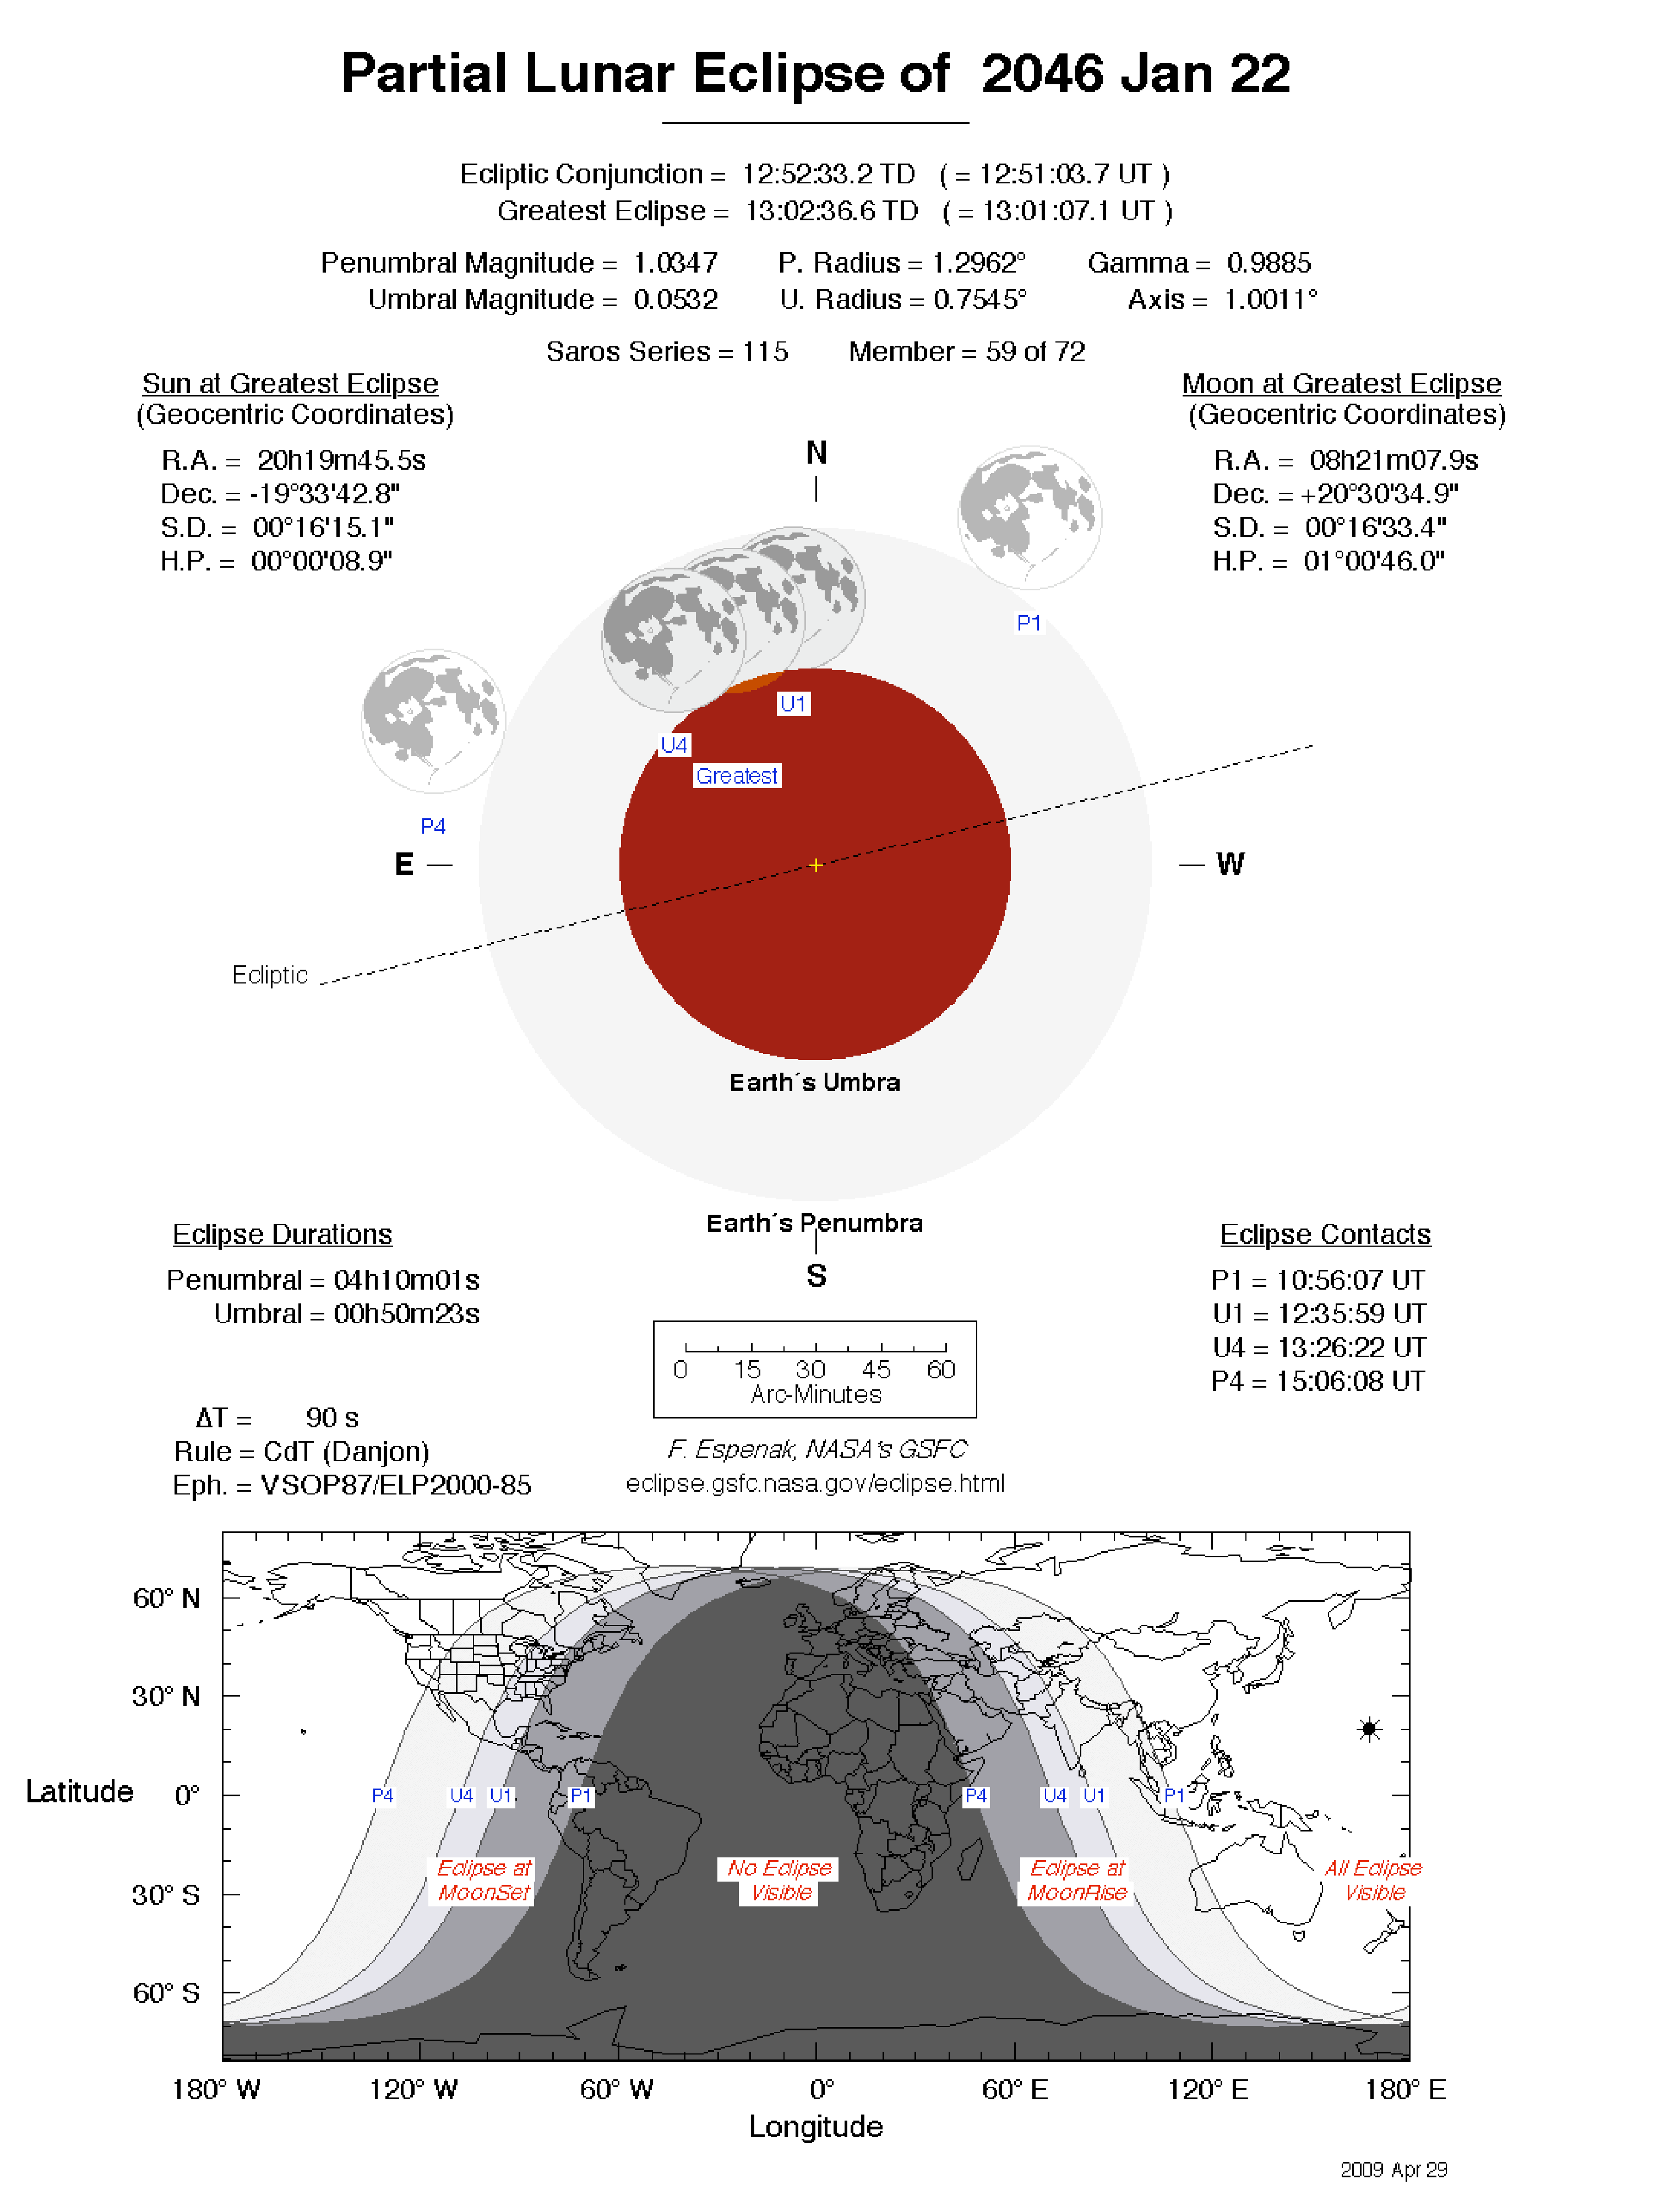 Partial Lunar Eclipse of 2046 Jan 22
Ecliptic Conjunction = 12:52:33.2 TD ( = 12:51:03.7 UT )
Greatest Eclipse = 13:02:36.6 TD ( = 13:01:07.1 UT )
Penumbral Magnitude = 1.0347 P. Radius = 1.2962° Gamma = 0.9885
Umbral Magnitude = 0.0532 U. Radius = 0.7545° Axis = 1.0011°
Saros Series = 115 Member = 59 of 72
Sun at Greatest Eclipse
(Geocentric Coordinates)
R.A. = 20h19m45.5s
Dec. = -19°33'42.8"
S.D. = 00°16'15.1"
H.P. = 00°00'08.9"
Moon at Greatest Eclipse
(Geocentric Coordinates)
R.A. = 08h21m07.9s
Dec. = +20°30'34.9"
S.D. = 00°16'33.4"
H.P. = 01°00'46.0"
N
P1
U1
U4
Greatest
P4
E
W
Ecliptic
Earth´s Umbra
Earth´s Penumbra
S
Eclipse Durations
Penumbral = 04h10m01s
Umbral = 00h50m23s
Eclipse Contacts
P1 = 10:56:07 UT
U1 = 12:35:59 UT
U4 = 13:26:22 UT
P4 = 15:06:08 UT
0 15 30 45 60
Arc-Minutes
ΔT = 90 s
Rule = CdT (Danjon)
Eph. = VSOP87/ELP2000-85
F. Espenak, NASA's GSFC
eclipse.gsfc.nasa.gov/eclipse.html
60° N
30° N
Latitude 0°
30° S
60° S
P4 U4 U1 P1 P4 U4 U1 P1
Eclipse at
MoonSet
No Eclipse
Visible
Eclipse at
MoonRise
All Eclipse
Visible
180° W 120° W 60° W 0° 60° E 120° E 180° E
Longitude
2009 Apr 29